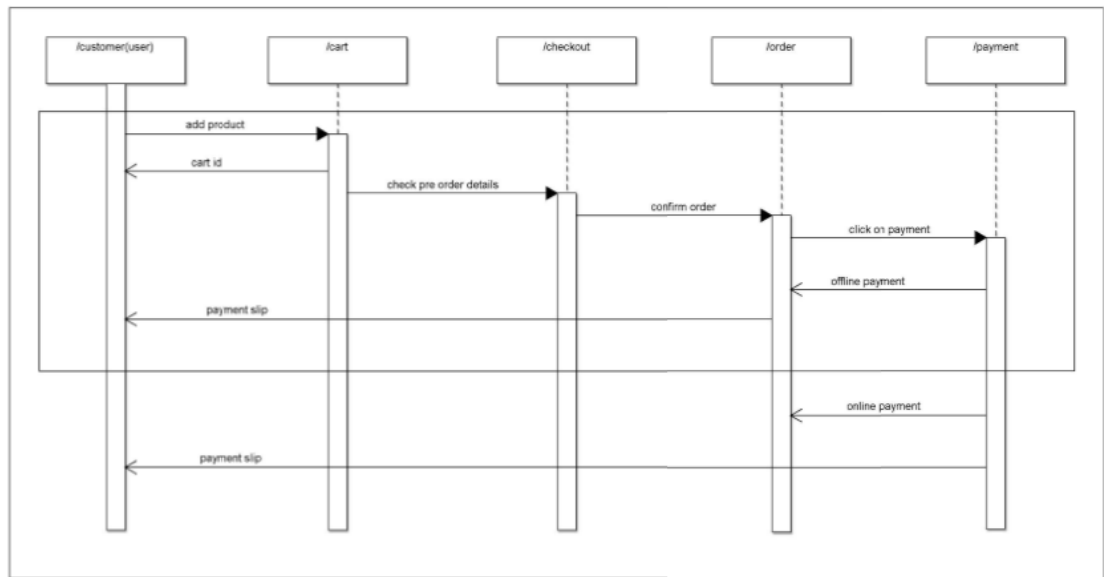 /customer(user)
/cart
/checkout
/order
/payment
add product
cart id
check pre order details
confirm order
click on payment
offline payment
payment slip
online payment
payment slip